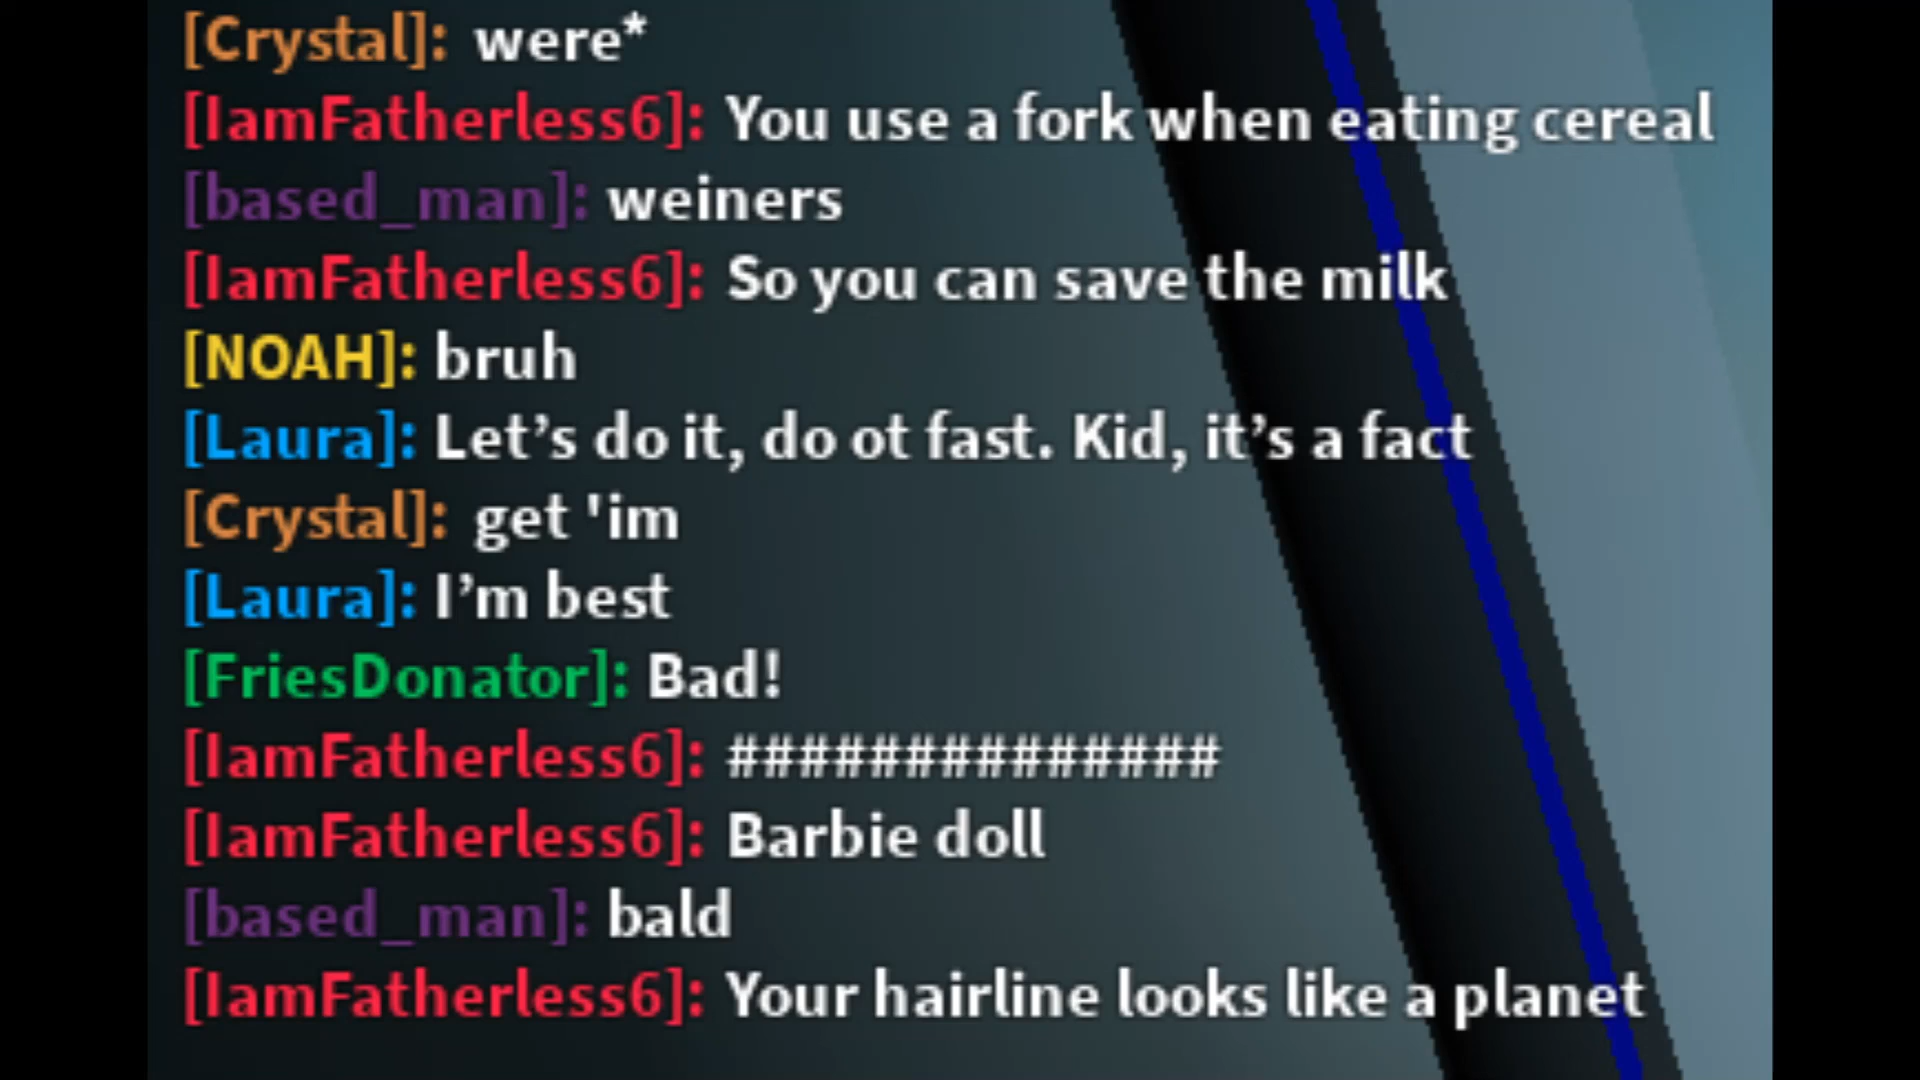 [Crystal]: were*
[IamFatherless6]: You use a fork when eating cereal
[based_man]: weiners
[IamFatherless6]: So you can save the milk
[NOAH]: bruh
[Laura]: Let’s do it, do ot fast. Kid, it’s a fact
[Crystal]: get 'im
[Laura]: I’m best
[FriesDonator]: Bad!
[IamFatherless6]: ##############
[IamFatherless6]: Barbie doll
[based_man]: bald
[IamFatherless6]: Your hairline looks like a planet